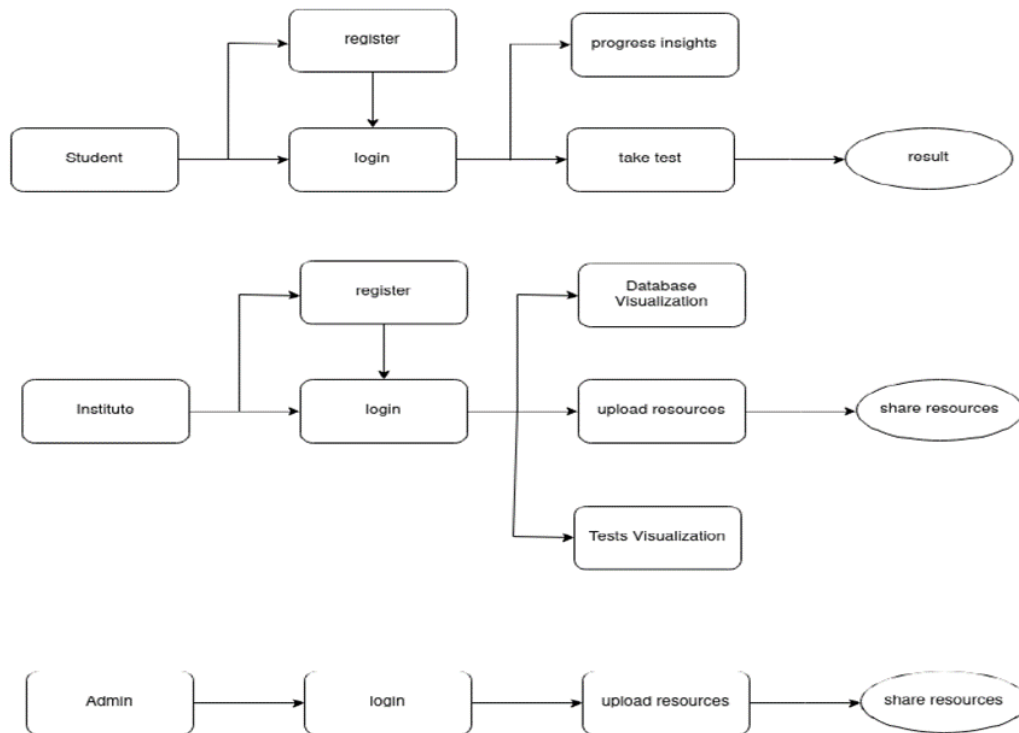 register
progress insights
Student
login
take test
result
register
Database
Visualization
Institute
login
upload resources
share resources
Tests Visualization
Admin
login
upload resources
share resources